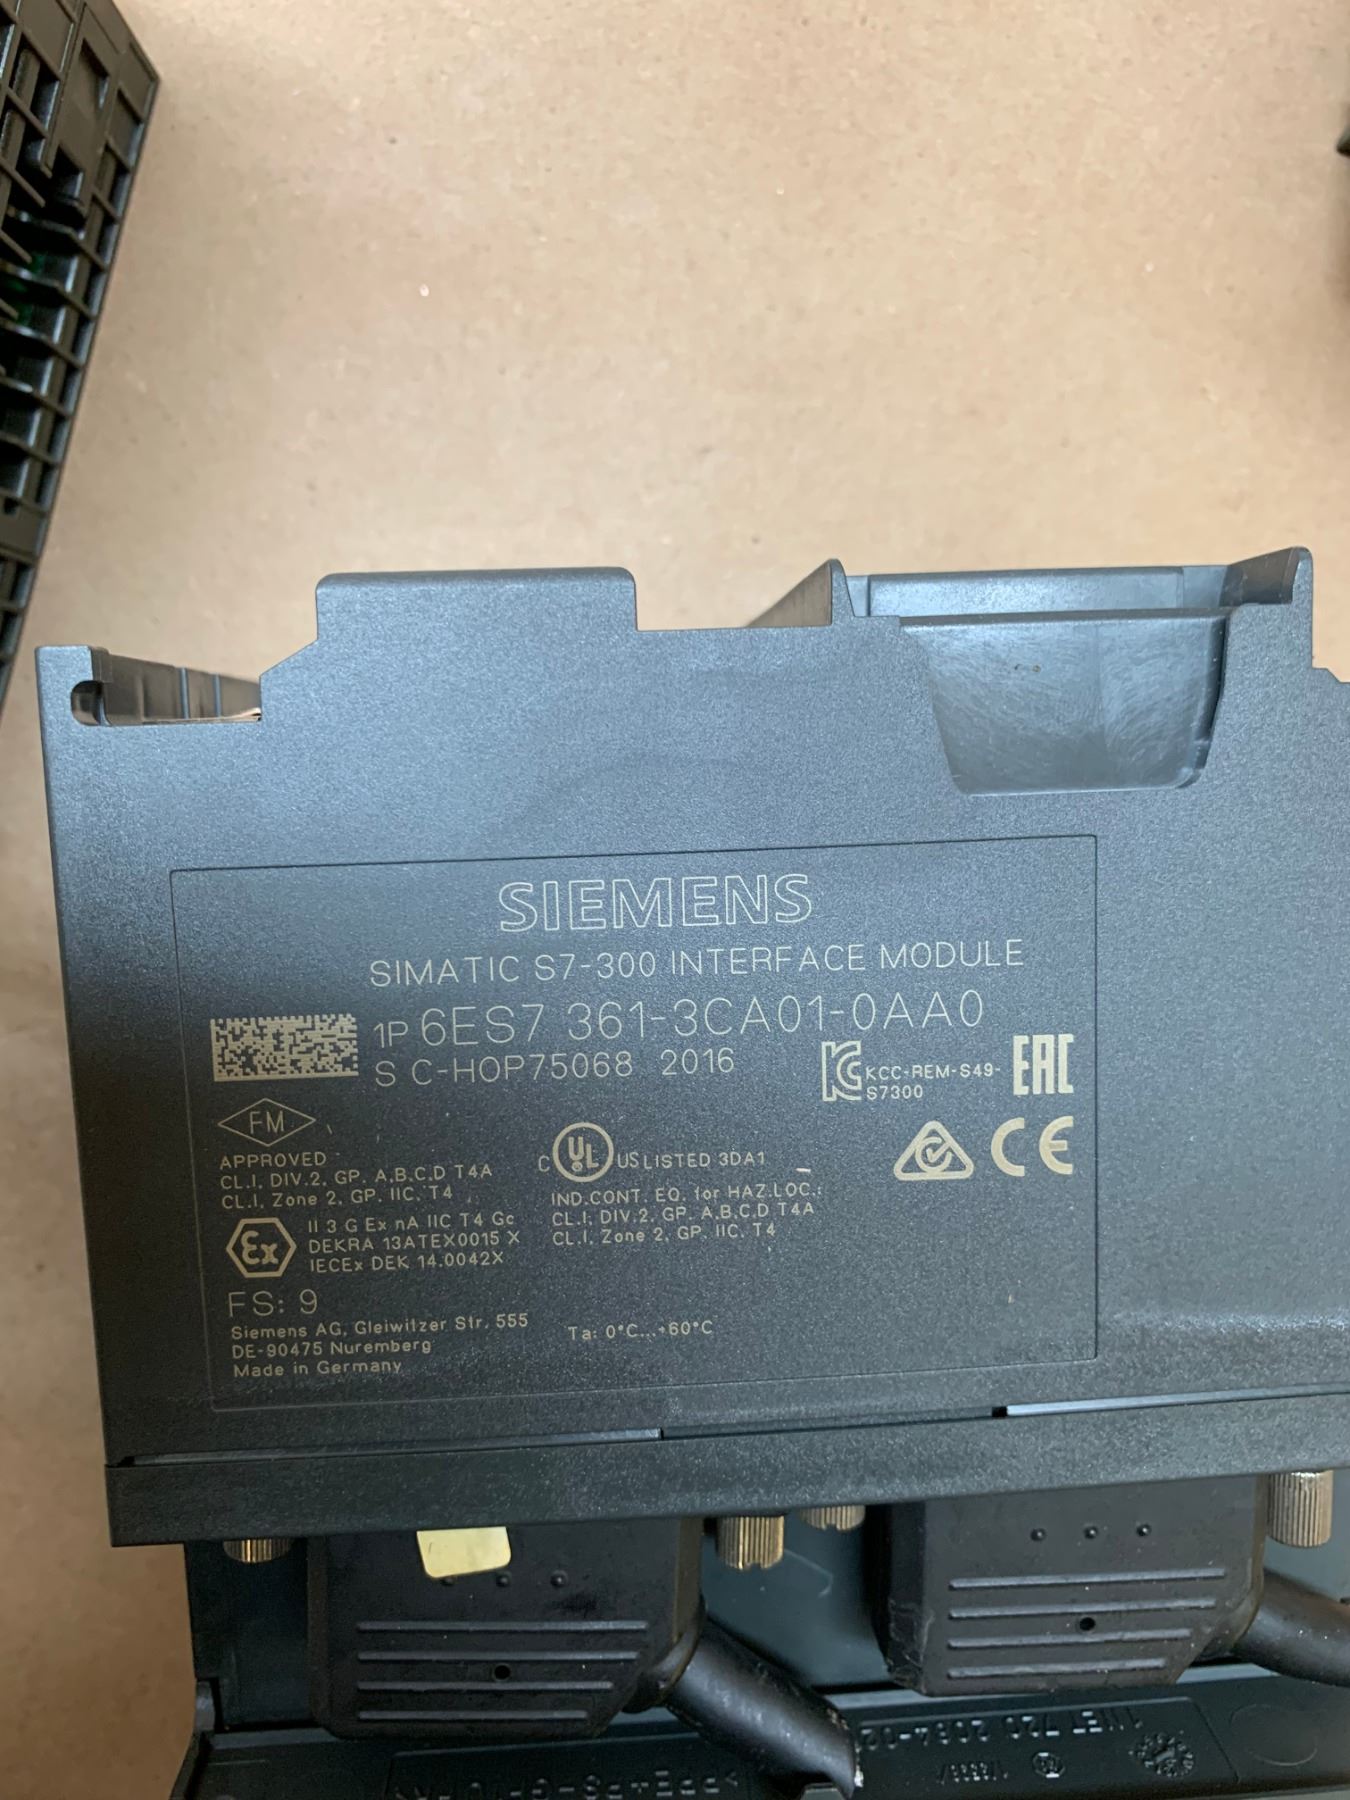 SIEMENS
SIMATIC S7-300 INTERFACE MODULE
1P 6ES7 361-3CA01-0AA0
S C-H0P75068 2016
KCC-REM-S49-
S7300
EAC
FM
APPROVED
CL.I, DIV.2, GP. A,B,C,D T4A
CL.I, Zone 2, GP. IIC, T4
C UL US LISTED 3DA1
IND.CONT. EQ. for HAZ.LOC.:
CL.I, DIV.2, GP. A,B,C,D T4A
CL.I, Zone 2, GP. IIC, T4
CE
Ex
II 3 G Ex nA IIC T4 Gc
DEKRA 13ATEX0015 X
IECEx DEK 14.0042X
FS: 9
Siemens AG, Gleiwitzer Str. 555
DE-90475 Nuremberg
Made in Germany
Ta: 0°C...+60°C